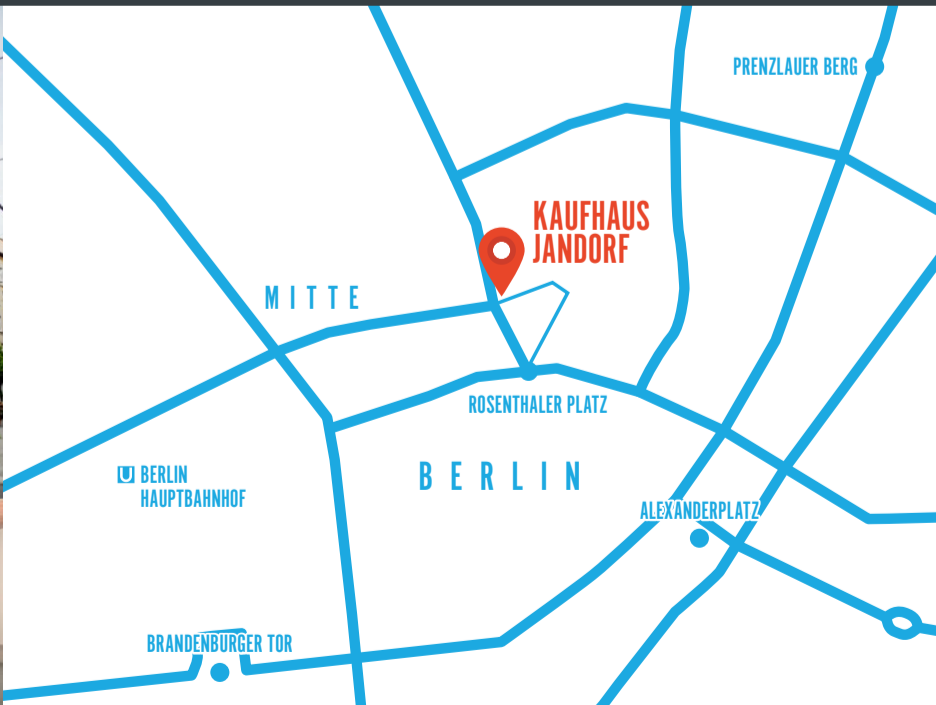 PRENZLAUER BERG
KAUFHAUS
JANDORF
MITTE
ROSENTHALER PLATZ
BERLIN
U BERLIN
HAUPTBAHNHOF
ALEXANDERPLATZ
BRANDENBURGER TOR